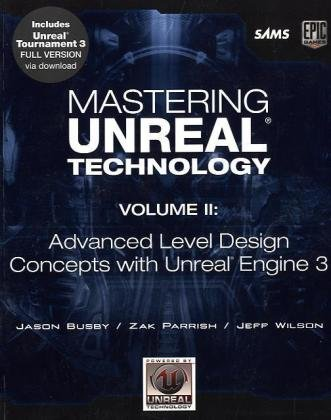 Includes
Unreal®
Tournament 3
FULL VERSION
via download
SAMS
EPIC
GAMES
MASTERING
UNREAL®
TECHNOLOGY
VOLUME II:
Advanced Level Design
Concepts with Unreal® Engine 3
JASON BUSBY / ZAK PARRISH / JEFF WILSON
POWERED BY
UNREAL
TECHNOLOGY